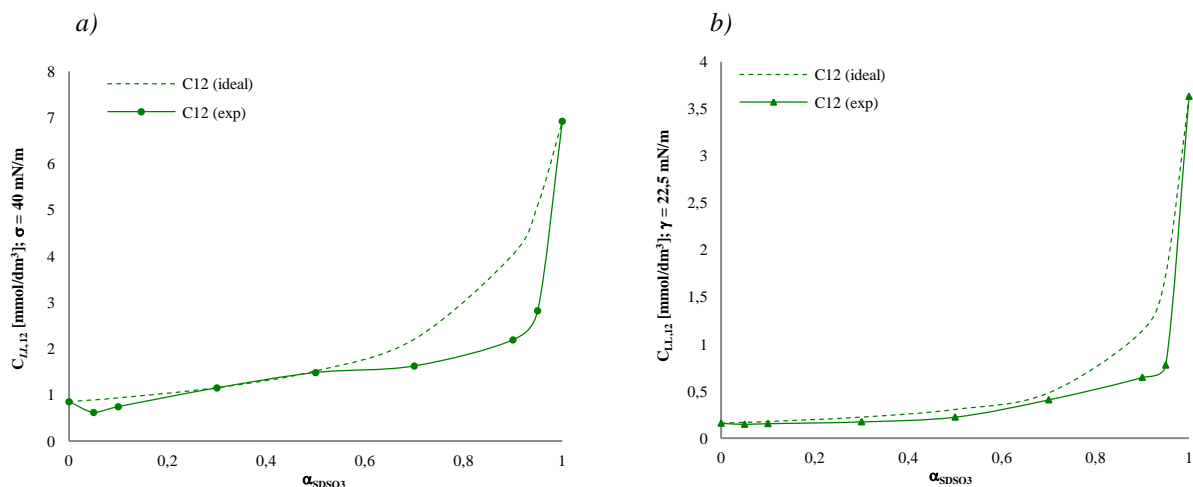 a)
C12 (ideal)
C12 (exp)
C_LL,12 [mmol/dm³]; σ = 40 mN/m
8
7
6
5
4
3
2
1
0
0 0,2 0,4 0,6 0,8 1
α_SDSO3
b)
C12 (ideal)
C12 (exp)
C_LL,12 [mmol/dm³]; γ = 22,5 mN/m
4
3,5
3
2,5
2
1,5
1
0,5
0
0 0,2 0,4 0,6 0,8 1
α_SDSO3